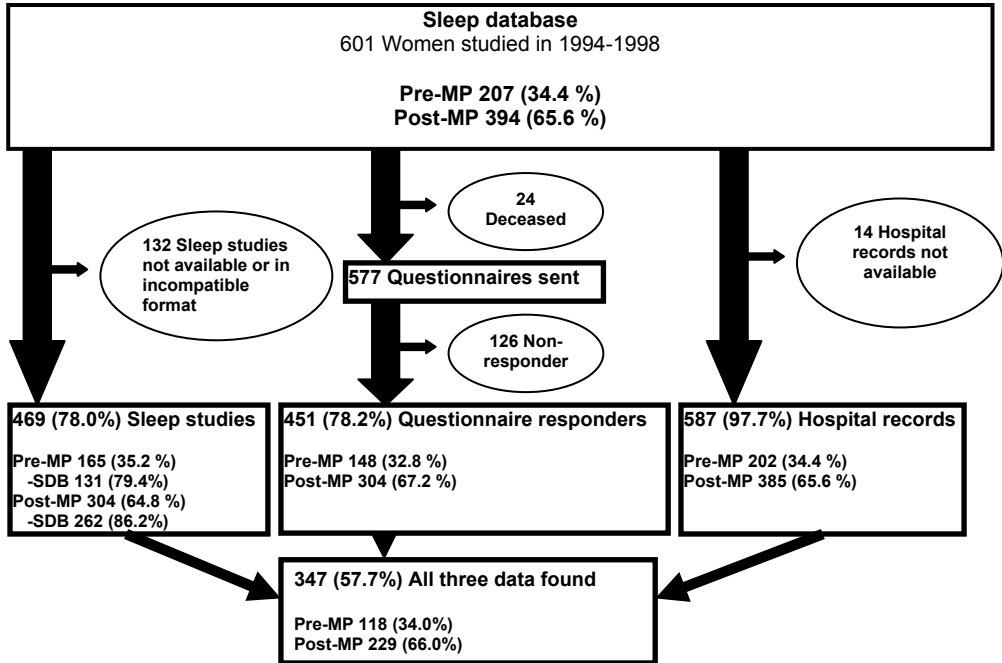 Sleep database
601 Women studied in 1994-1998
Pre-MP 207 (34.4 %)
Post-MP 394 (65.6 %)
24
Deceased
132 Sleep studies
not available or in
incompatible
format
14 Hospital
records not
available
577 Questionnaires sent
126 Non-
responder
469 (78.0%) Sleep studies
Pre-MP 165 (35.2 %)
-SDB 131 (79.4%)
Post-MP 304 (64.8 %)
-SDB 262 (86.2%)
451 (78.2%) Questionnaire responders
Pre-MP 148 (32.8 %)
Post-MP 304 (67.2 %)
587 (97.7%) Hospital records
Pre-MP 202 (34.4 %)
Post-MP 385 (65.6 %)
347 (57.7%) All three data found
Pre-MP 118 (34.0%)
Post-MP 229 (66.0%)